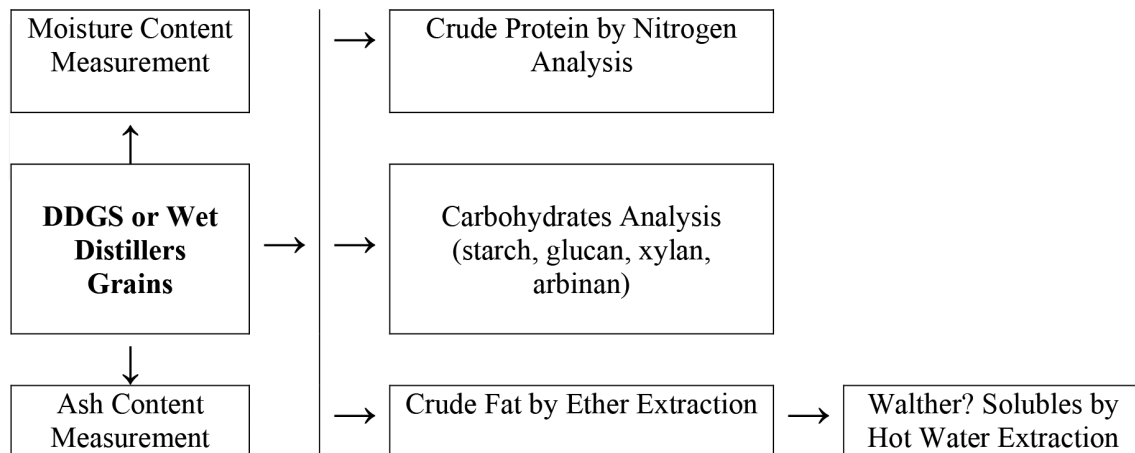 Moisture Content
Measurement
Crude Protein by Nitrogen
Analysis
DDGS or Wet
Distillers
Grains
Carbohydrates Analysis
(starch, glucan, xylan,
arbinan)
Ash Content
Measurement
Crude Fat by Ether Extraction
Walther? Solubles by
Hot Water Extraction